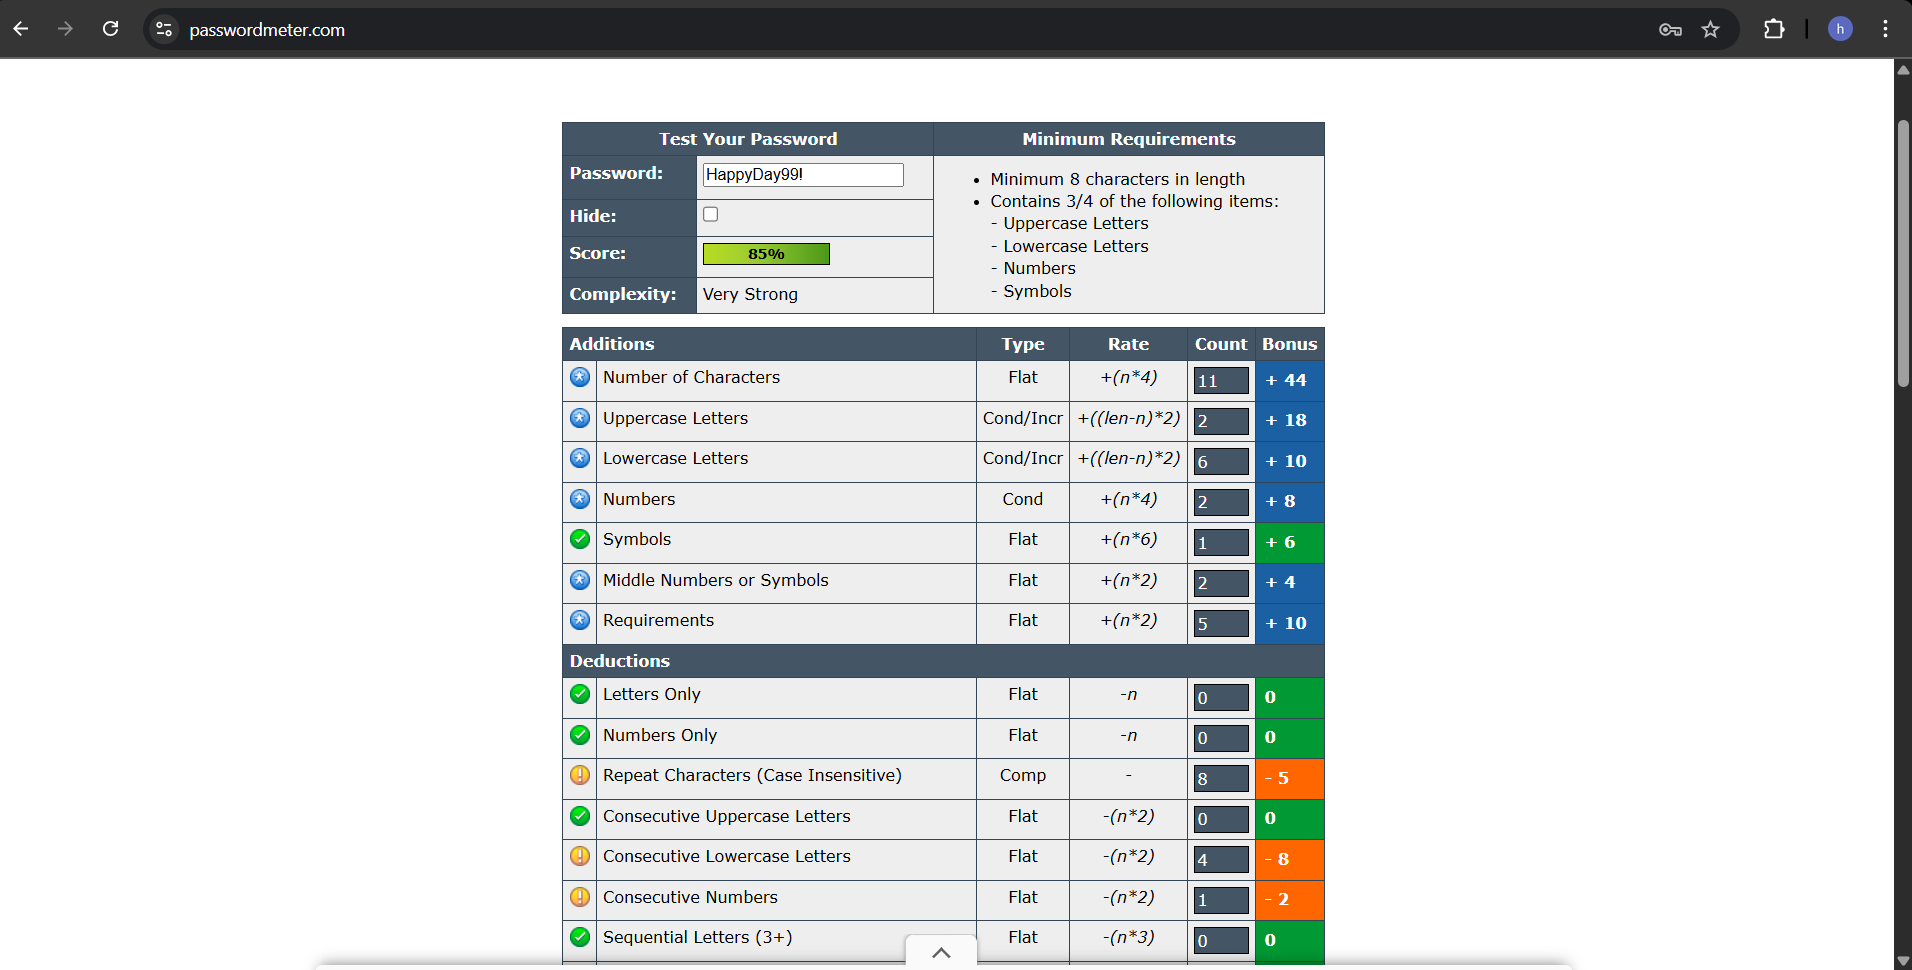 passwordmeter.com
h
Test Your Password Minimum Requirements
Password: HappyDay99!
Hide:
Score: 85%
Complexity: Very Strong
• Minimum 8 characters in length
• Contains 3/4 of the following items:
- Uppercase Letters
- Lowercase Letters
- Numbers
- Symbols
Additions Type Rate Count Bonus
Number of Characters Flat +(n*4) 11 + 44
Uppercase Letters Cond/Incr +((len-n)*2) 2 + 18
Lowercase Letters Cond/Incr +((len-n)*2) 6 + 10
Numbers Cond +(n*4) 2 + 8
Symbols Flat +(n*6) 1 + 6
Middle Numbers or Symbols Flat +(n*2) 2 + 4
Requirements Flat +(n*2) 5 + 10
Deductions
Letters Only Flat -n 0 0
Numbers Only Flat -n 0 0
Repeat Characters (Case Insensitive) Comp - 8 - 5
Consecutive Uppercase Letters Flat -(n*2) 0 0
Consecutive Lowercase Letters Flat -(n*2) 4 - 8
Consecutive Numbers Flat -(n*2) 1 - 2
Sequential Letters (3+) Flat -(n*3) 0 0